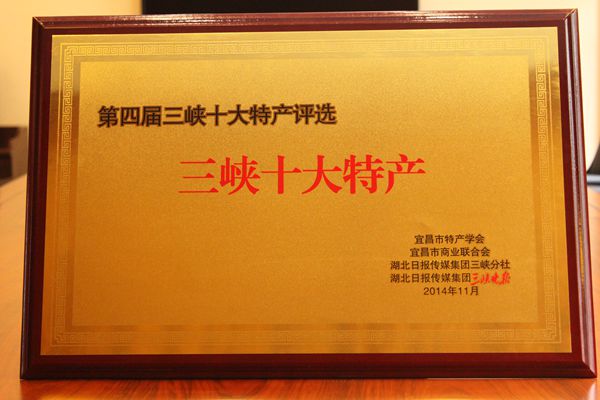 第四届三峡十大特产评选
三峡十大特产
宜昌市特产学会
宜昌市商业联合会
湖北日报传媒集团三峡分社
湖北日报传媒集团三峡晚报
2014年11月